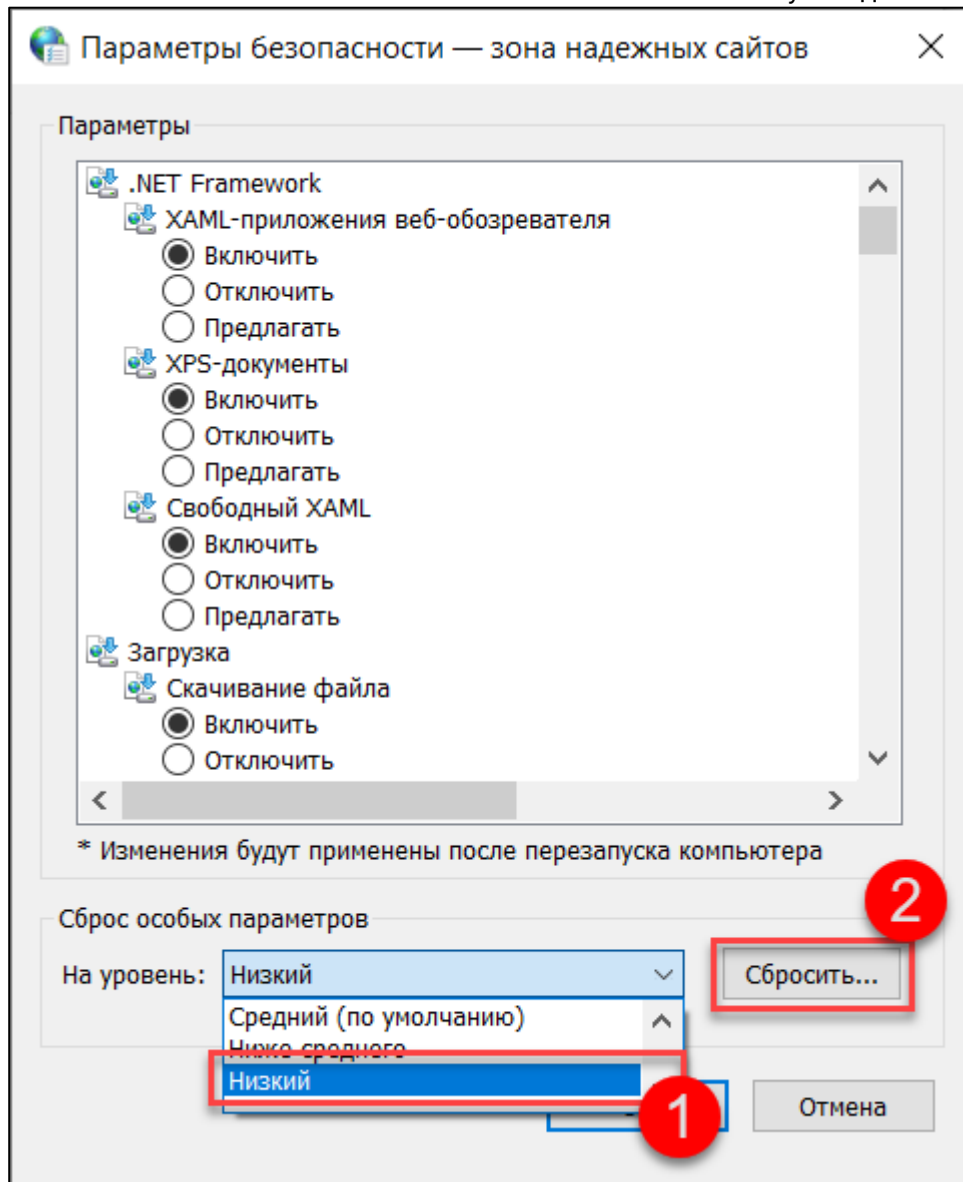 Параметры безопасности — зона надежных сайтов
Параметры
.NET Framework
XAML-приложения веб-обозревателя
Включить
Отключить
Предлагать
XPS-документы
Включить
Отключить
Предлагать
Свободный XAML
Включить
Отключить
Предлагать
Загрузка
Скачивание файла
Включить
Отключить
* Изменения будут применены после перезапуска компьютера
2
Сброс особых параметров
На уровень: Низкий Сбросить...
Средний (по умолчанию)
Ниже среднего
Низкий
1 Отмена